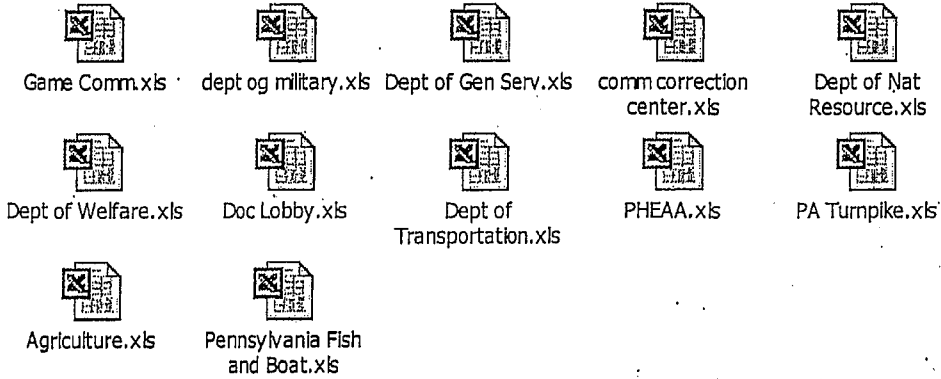 Game Comm.xls
dept og military.xls
Dept of Gen Serv.xls
comm correction
center.xls
Dept of Nat
Resource.xls
Dept of Welfare.xls
Doc Lobby.xls
Dept of
Transportation.xls
PHEAA.xls
PA Turnpike.xls
Agriculture.xls
Pennsylvania Fish
and Boat.xls